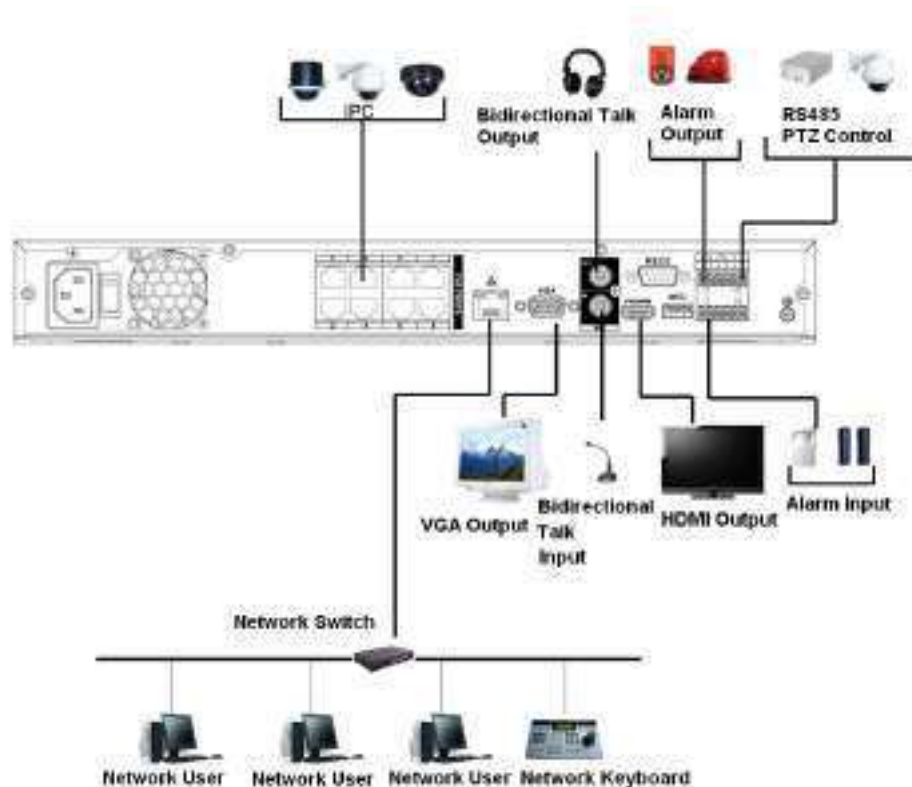 IPC
Bidirectional Talk
Output
Alarm
Output
RS485
PTZ Control
RS232
VGA
VGA Output
Bidirectional
Talk
Input
HDMI Output
Alarm Input
Network Switch
Network User
Network User
Network User
Network Keyboard